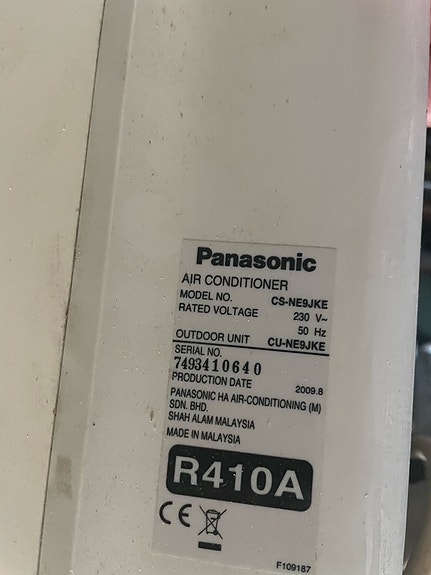 Panasonic
AIR CONDITIONER
MODEL NO. CS-NE9JKE
RATED VOLTAGE 230 V~
50 Hz
OUTDOOR UNIT CU-NE9JKE
SERIAL NO.
7493410640
PRODUCTION DATE 2009.8
PANASONIC HA AIR-CONDITIONING (M)
SDN. BHD.
SHAH ALAM MALAYSIA
MADE IN MALAYSIA
R410A
CE
F109187